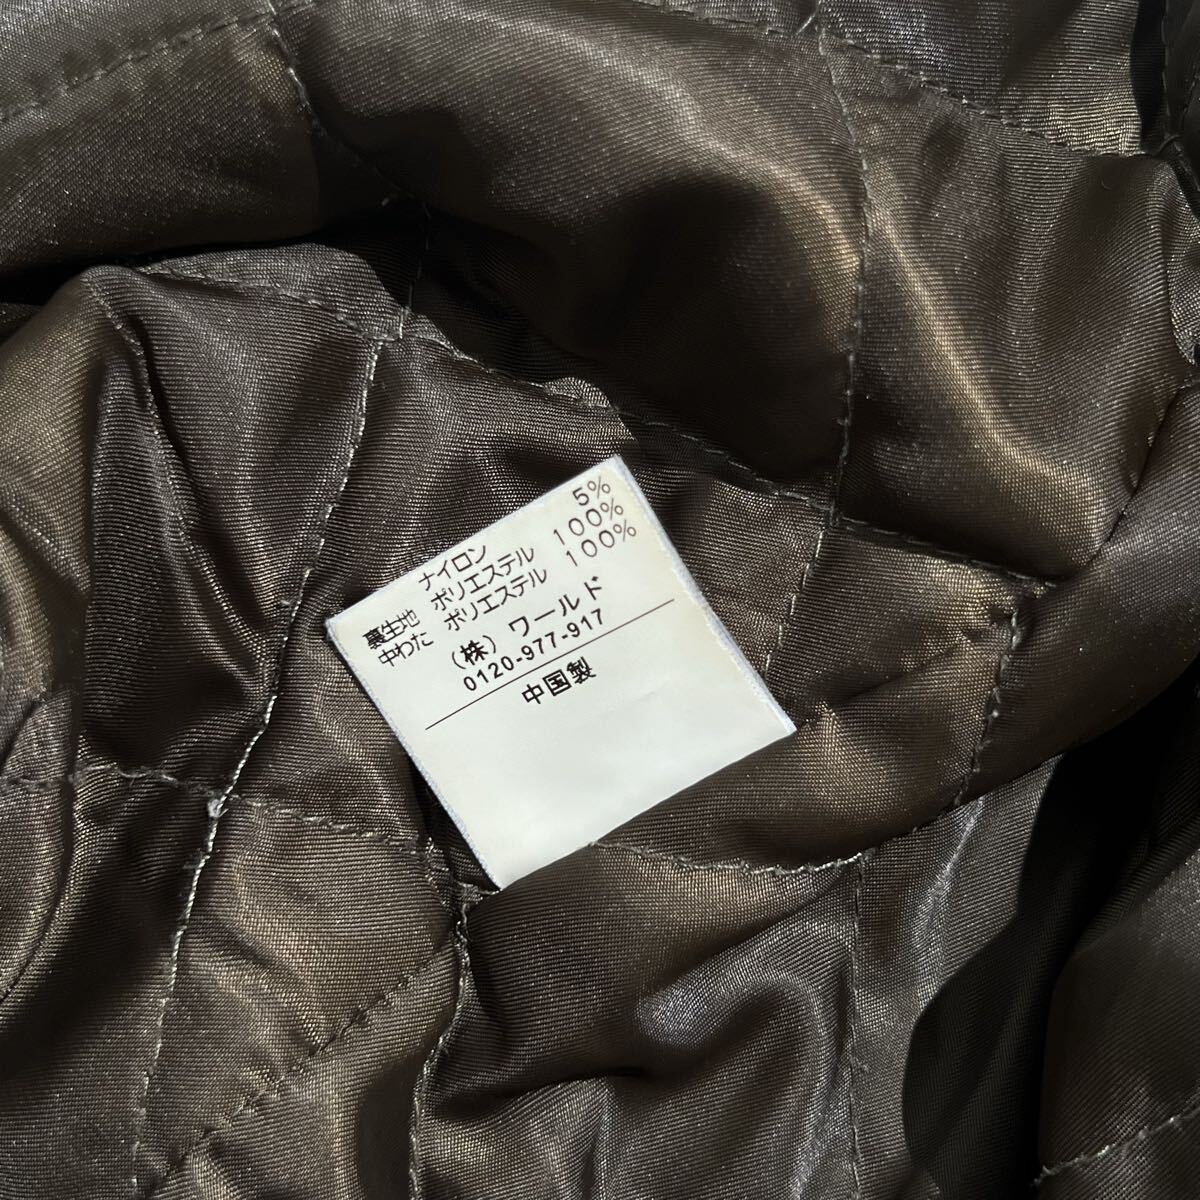 ナイロン 5%
裏生地 ポリエステル 100%
中わた ポリエステル 100%
(株) ワールド
0120-977-917
中国製